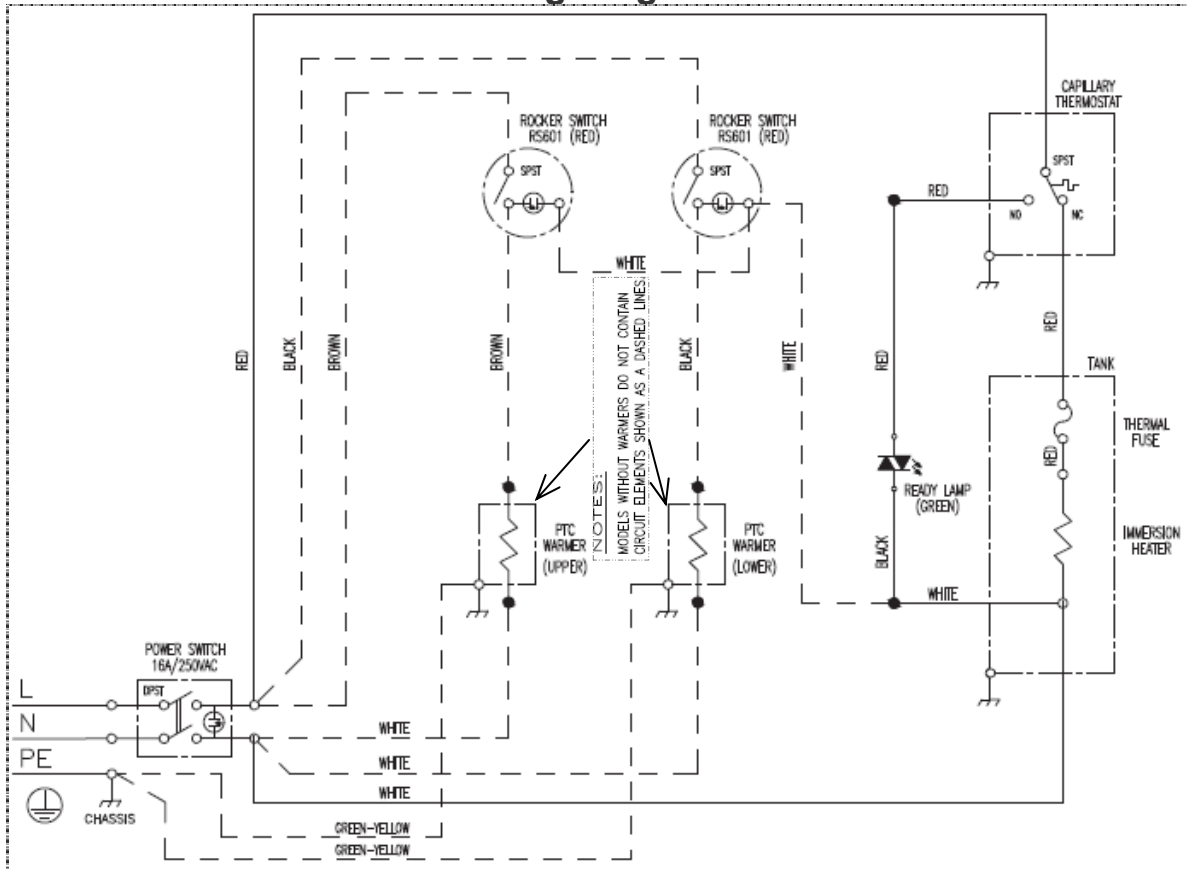 CAPILLARY
THERMOSTAT
ROCKER SWITCH
RS601 (RED)
ROCKER SWITCH
RS601 (RED)
SPST
SPST
SPST
RED
NO
NC
WHITE
RED
BLACK
BROWN
BROWN
NOTES:
MODELS WITHOUT WARMERS DO NOT CONTAIN
CIRCUIT ELEMENTS SHOWN AS A DASHED LINES.
BLACK
WHITE
RED
RED
TANK
THERMAL
FUSE
RED
READY LAMP
(GREEN)
PTC
WARMER
(UPPER)
PTC
WARMER
(LOWER)
BLACK
IMMERSION
HEATER
WHITE
POWER SWITCH
16A/250VAC
DPST
L
N
PE
WHITE
WHITE
WHITE
CHASSIS
GREEN-YELLOW
GREEN-YELLOW